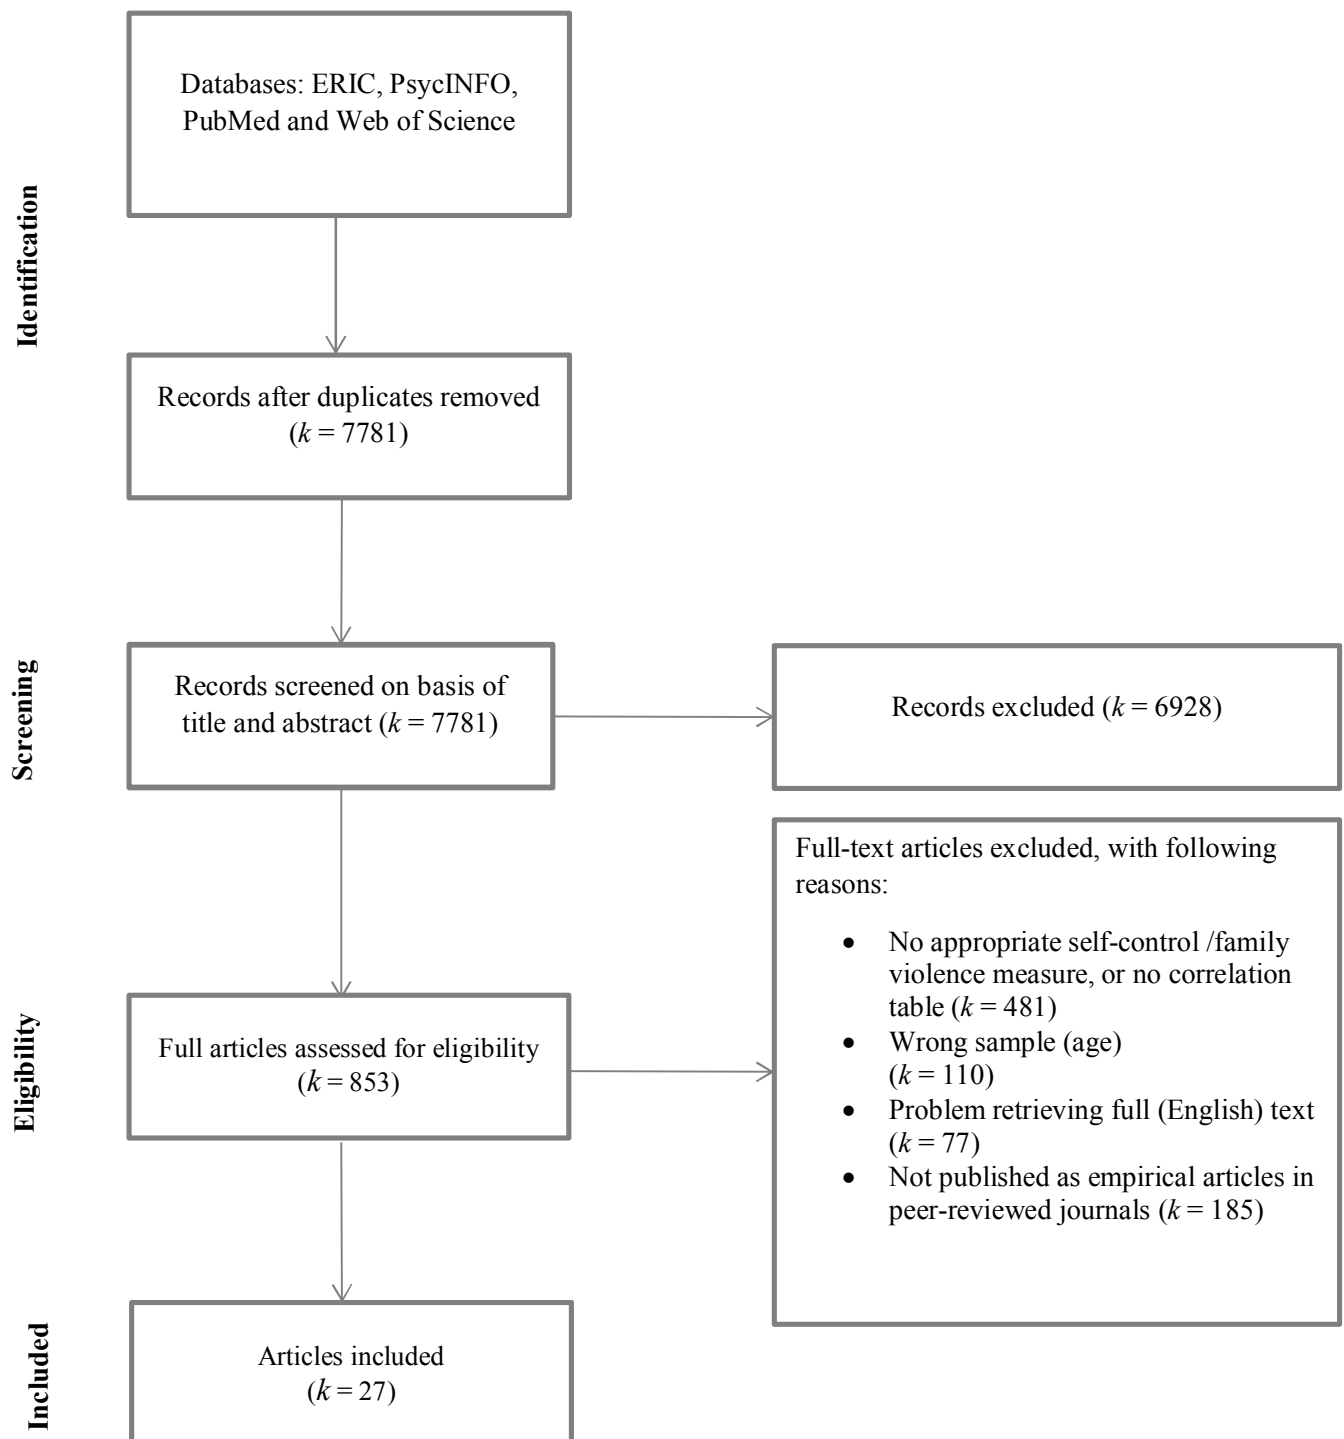 Identification
Databases: ERIC, PsycINFO,
PubMed and Web of Science
Records after duplicates removed
(k = 7781)
Screening
Records screened on basis of
title and abstract (k = 7781)
Records excluded (k = 6928)
Eligibility
Full articles assessed for eligibility
(k = 853)
Full-text articles excluded, with following
reasons:
• No appropriate self-control /family
violence measure, or no correlation
table (k = 481)
• Wrong sample (age)
(k = 110)
• Problem retrieving full (English) text
(k = 77)
• Not published as empirical articles in
peer-reviewed journals (k = 185)
Included
Articles included
(k = 27)